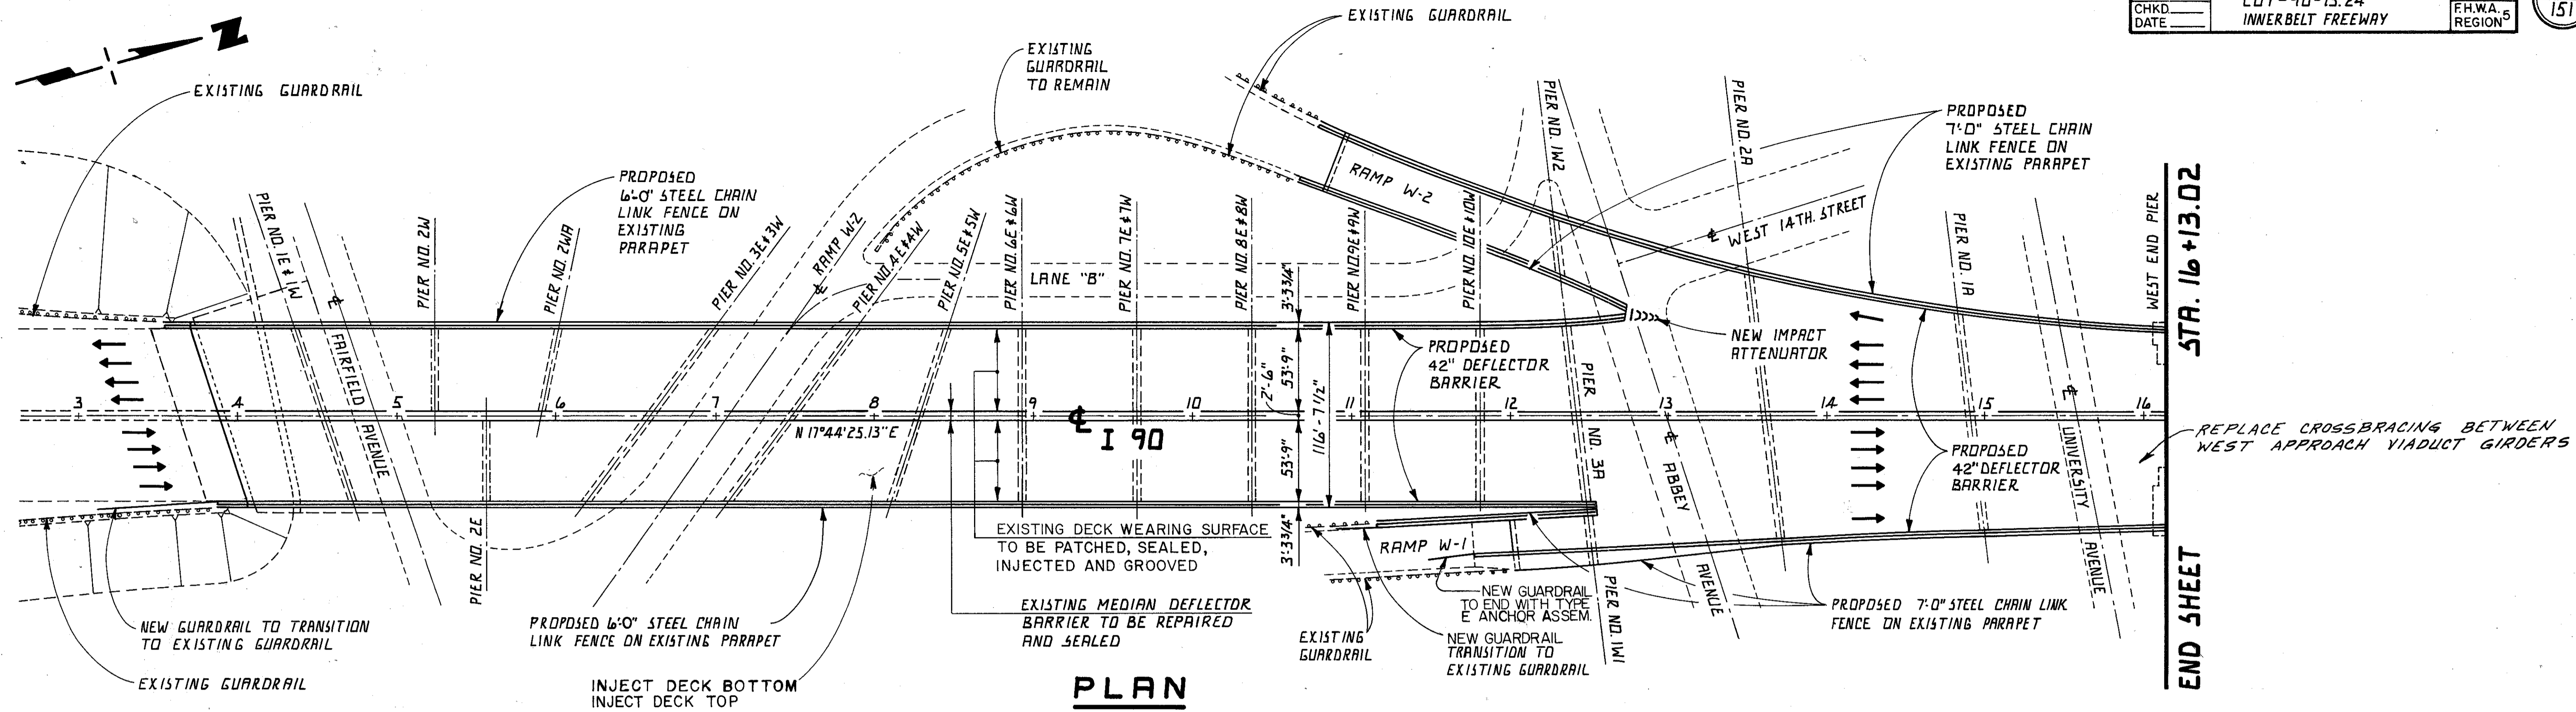 CHKD.
DATE
INNERBELT FREEWAY
F.H.W.A. 5
REGION
151
N
EXISTING GUARDRAIL
EXISTING
GUARDRAIL
TO REMAIN
EXISTING GUARDRAIL
PROPOSED
6'-0" STEEL CHAIN
LINK FENCE ON
EXISTING
PARAPET
PROPOSED
7'-0" STEEL CHAIN
LINK FENCE ON
EXISTING PARAPET
PIER NO. 1E & 1W
℄
FAIRFIELD
AVENUE
PIER NO. 2W
PIER NO. 2WA
PIER NO. 3E & 3W
℄ RAMP W-2
PIER NO. 4E & 4W
PIER NO. 5E & 5W
PIER NO. 6E & 6W
PIER NO. 7E & 7W
PIER NO. 8E & 8W
PIER NO. 9E & 9W
PIER NO. 10E & 10W
PIER NO. 1W2
PIER NO. 2A
PIER NO. 1A
WEST END PIER
RAMP W-2
℄ WEST 14TH. STREET
LANE "B"
STA. 16+13.02
END SHEET
NEW IMPACT
ATTENUATOR
PROPOSED
42" DEFLECTOR
BARRIER
3'-3 3/4"
53'-9"
2'-6"
53'-9"
3'-3 3/4"
116'-7 1/2"
3
4
5
6
7
8
9
10
11
12
13
14
15
16
N 17°44'25.13" E
℄
I 90
PIER NO. 3A
℄ ABBEY
AVENUE
℄
UNIVERSITY
AVENUE
PROPOSED
42" DEFLECTOR
BARRIER
REPLACE CROSSBRACING BETWEEN
WEST APPROACH VIADUCT GIRDERS
PIER NO. 2E
EXISTING DECK WEARING SURFACE
TO BE PATCHED, SEALED,
INJECTED AND GROOVED
RAMP W-1
PIER NO. 1W1
NEW GUARDRAIL
TO END WITH TYPE
E ANCHOR ASSEM.
NEW GUARDRAIL TO TRANSITION
TO EXISTING GUARDRAIL
PROPOSED 6'-0" STEEL CHAIN
LINK FENCE ON EXISTING PARAPET
EXISTING MEDIAN DEFLECTOR
BARRIER TO BE REPAIRED
AND SEALED
EXISTING
GUARDRAIL
NEW GUARDRAIL
TRANSITION TO
EXISTING GUARDRAIL
PROPOSED 7'-0" STEEL CHAIN LINK
FENCE ON EXISTING PARAPET
EXISTING GUARDRAIL
INJECT DECK BOTTOM
INJECT DECK TOP
PLAN